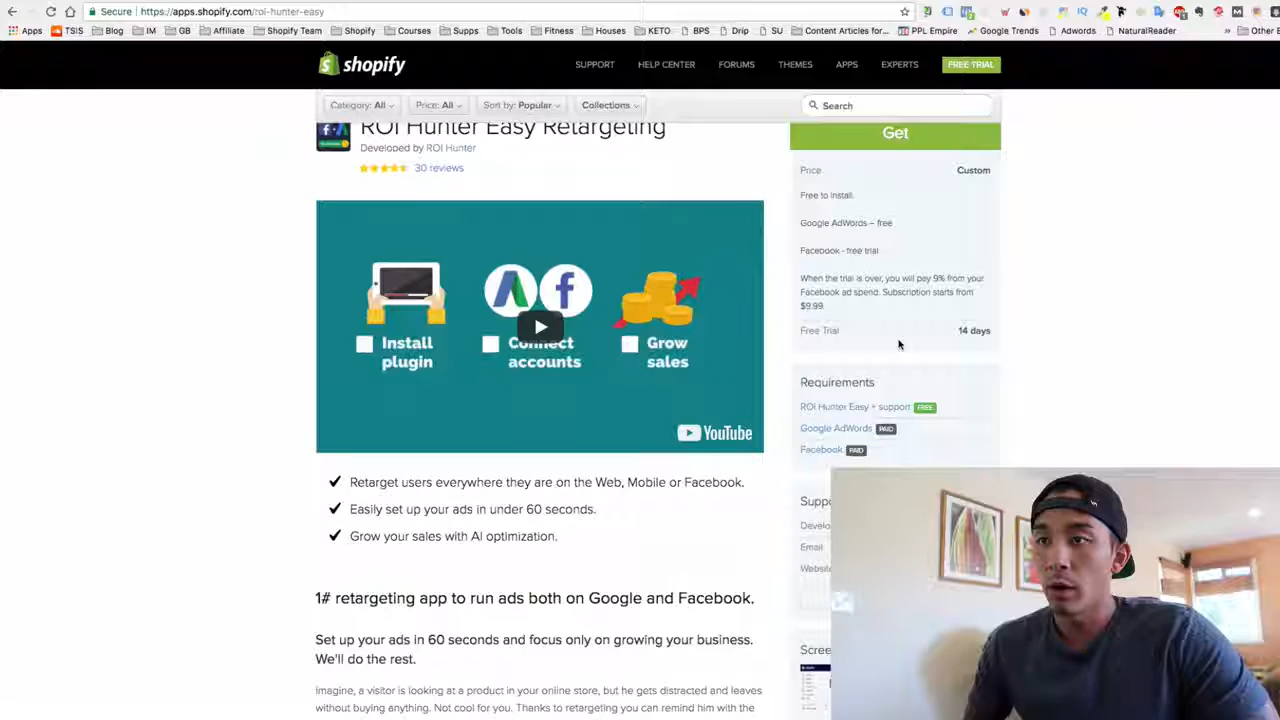 Secure
https://apps.shopify.com/roi-hunter-easy
Apps
TSIS
Blog
IM
GB
Affiliate
Shopify Team
Shopify
Courses
Supps
Tools
Fitness
Houses
KETO
BPS
Drip
SU
Content Articles for...
PPL Empire
Google Trends
Adwords
NaturalReader
shopify
SUPPORT
HELP CENTER
FORUMS
THEMES
APPS
EXPERTS
FREE TRIAL
Category: All
Price: All
Sort by: Popular
Collections
Search
ROI Hunter Easy Retargeting
Developed by ROI Hunter
30 reviews
Install
plugin
Connect
accounts
Grow
sales
YouTube
Retarget users everywhere they are on the Web, Mobile or Facebook.
Easily set up your ads in under 60 seconds.
Grow your sales with AI optimization.
1# retargeting app to run ads both on Google and Facebook.
Set up your ads in 60 seconds and focus only on growing your business.
We'll do the rest.
Imagine, a visitor is looking at a product in your online store, but he gets distracted and leaves
without buying anything. Not cool for you. Thanks to retargeting you can remind him with the
Get
Price Custom
Free to install.
Google AdWords – free
Facebook - free trial
When the trial is over, you will pay 9% from your
Facebook ad spend. Subscription starts from
$9.99.
Free Trial 14 days
Requirements
ROI Hunter Easy + support FREE
Google AdWords PAID
Facebook PAID
Email